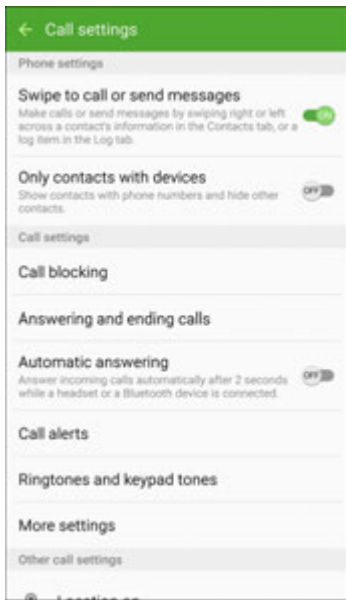 Call settings
Phone settings
Swipe to call or send messages
Make calls or send messages by swiping right or left
across a contact's information in the Contacts tab, or a
log item in the Log tab.
ON
Only contacts with devices
Show contacts with phone numbers and hide other
contacts.
OFF
Call settings
Call blocking
Answering and ending calls
Automatic answering
Answer incoming calls automatically after 2 seconds
while a headset or a Bluetooth device is connected.
OFF
Call alerts
Ringtones and keypad tones
More settings
Other call settings